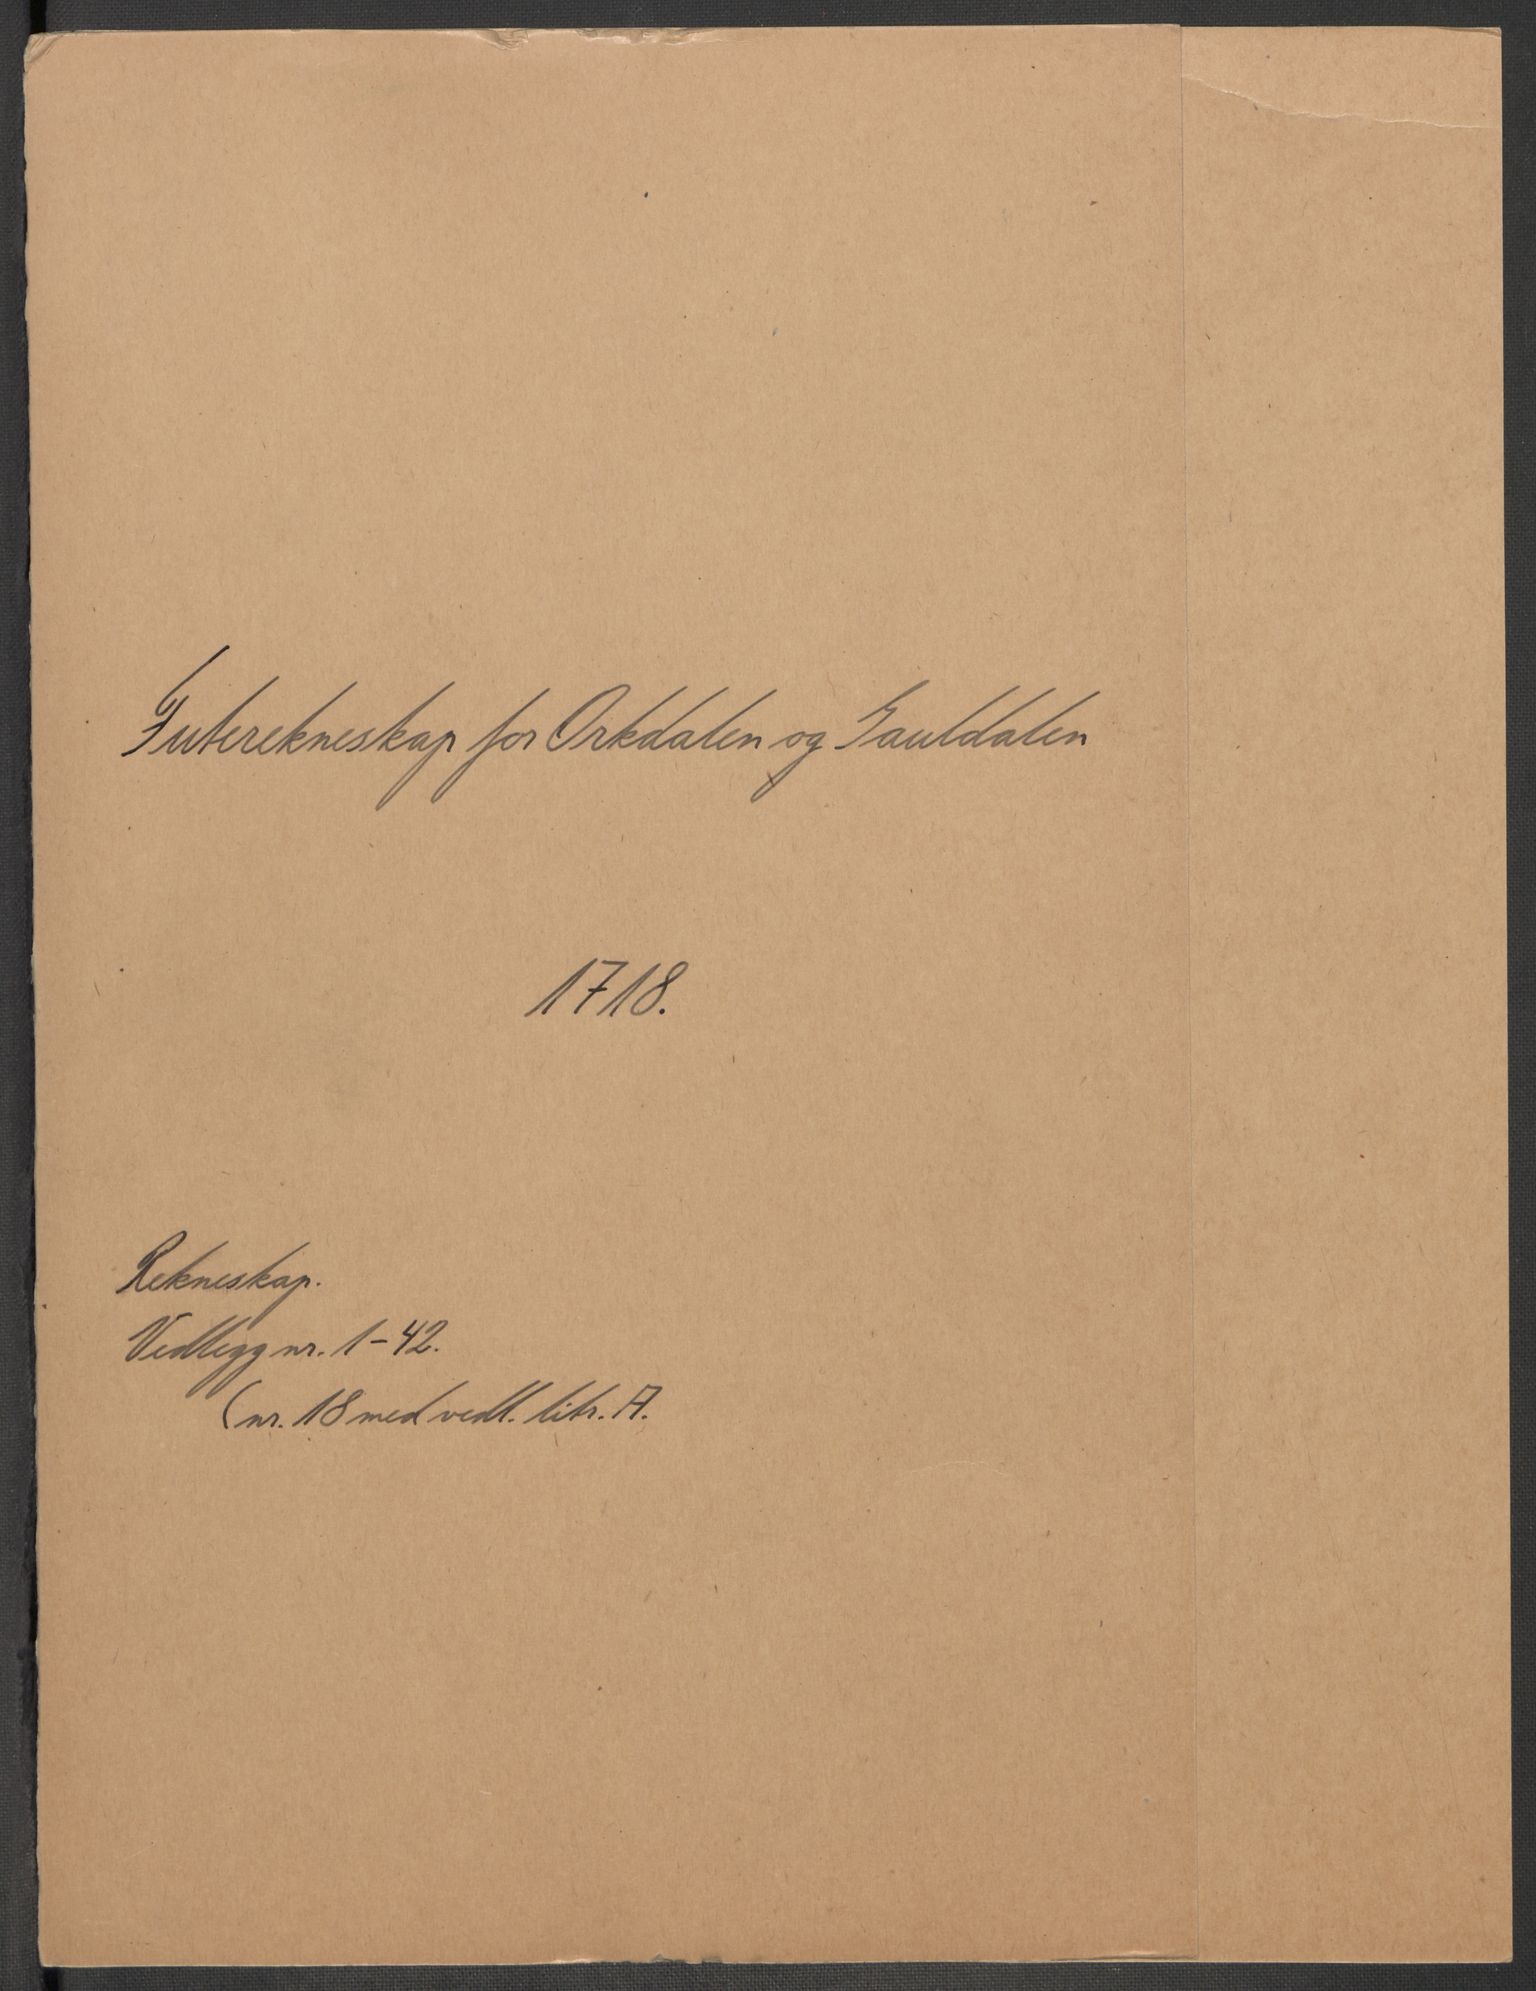 Futerekneskap for Orkdalen og Gauldalen
1718.
Rekneskap.
Vedlegg nr. 1-42.
(nr. 18 med vedl. litr. A.